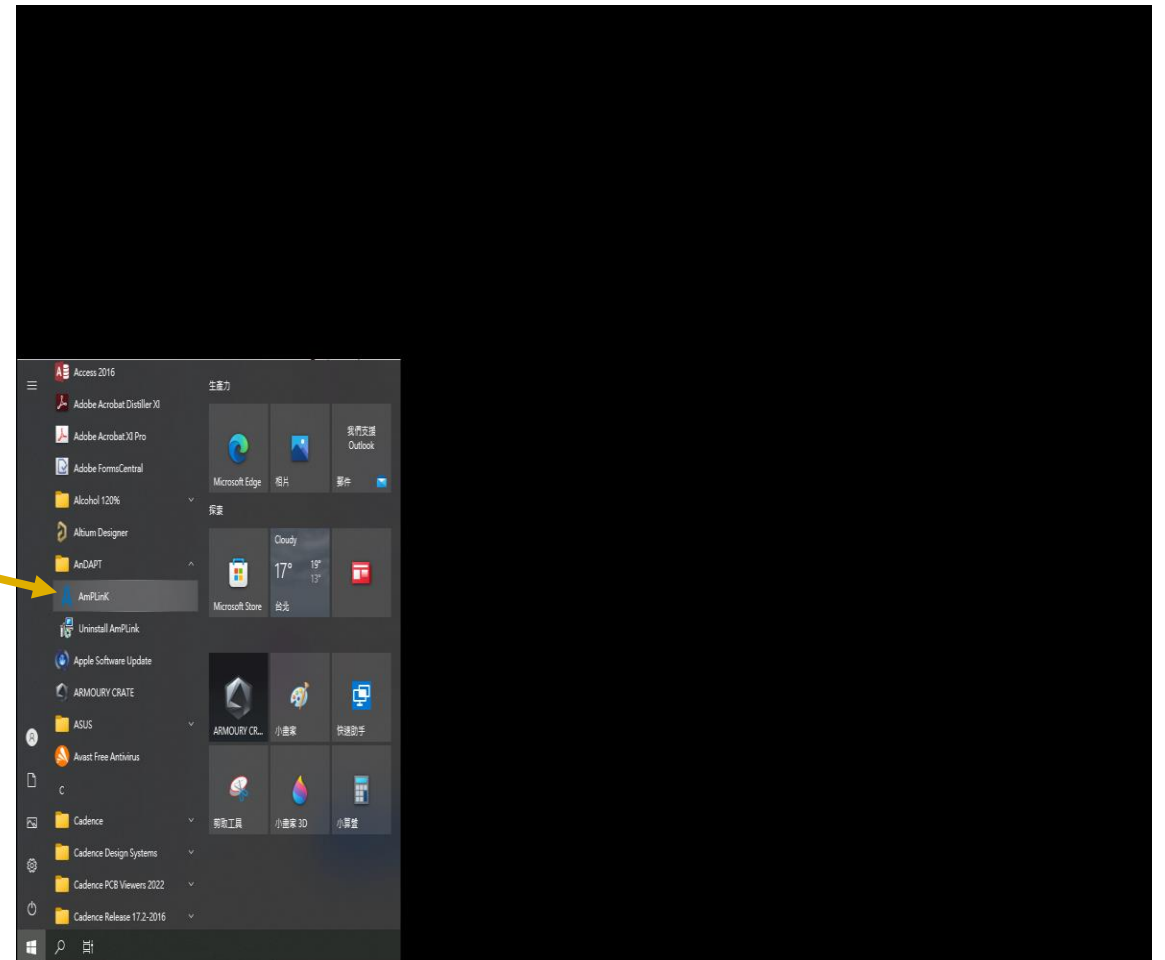 Access 2016
Adobe Acrobat Distiller XI
Adobe Acrobat XI Pro
Adobe FormsCentral
Alcohol 120%
Altium Designer
AnDAPT
AmPLinK
Uninstall AmPLink
Apple Software Update
ARMOURY CRATE
ASUS
Avast Free Antivirus
C
Cadence
Cadence Design Systems
Cadence PCB Viewers 2022
Cadence Release 17.2-2016
生產力
Microsoft Edge
相片
我們支援
Outlook
郵件
探索
Microsoft Store
Cloudy
17° 19°
13°
台北
ARMOURY CR...
小畫家
快速助手
剪取工具
小畫家 3D
小算盤